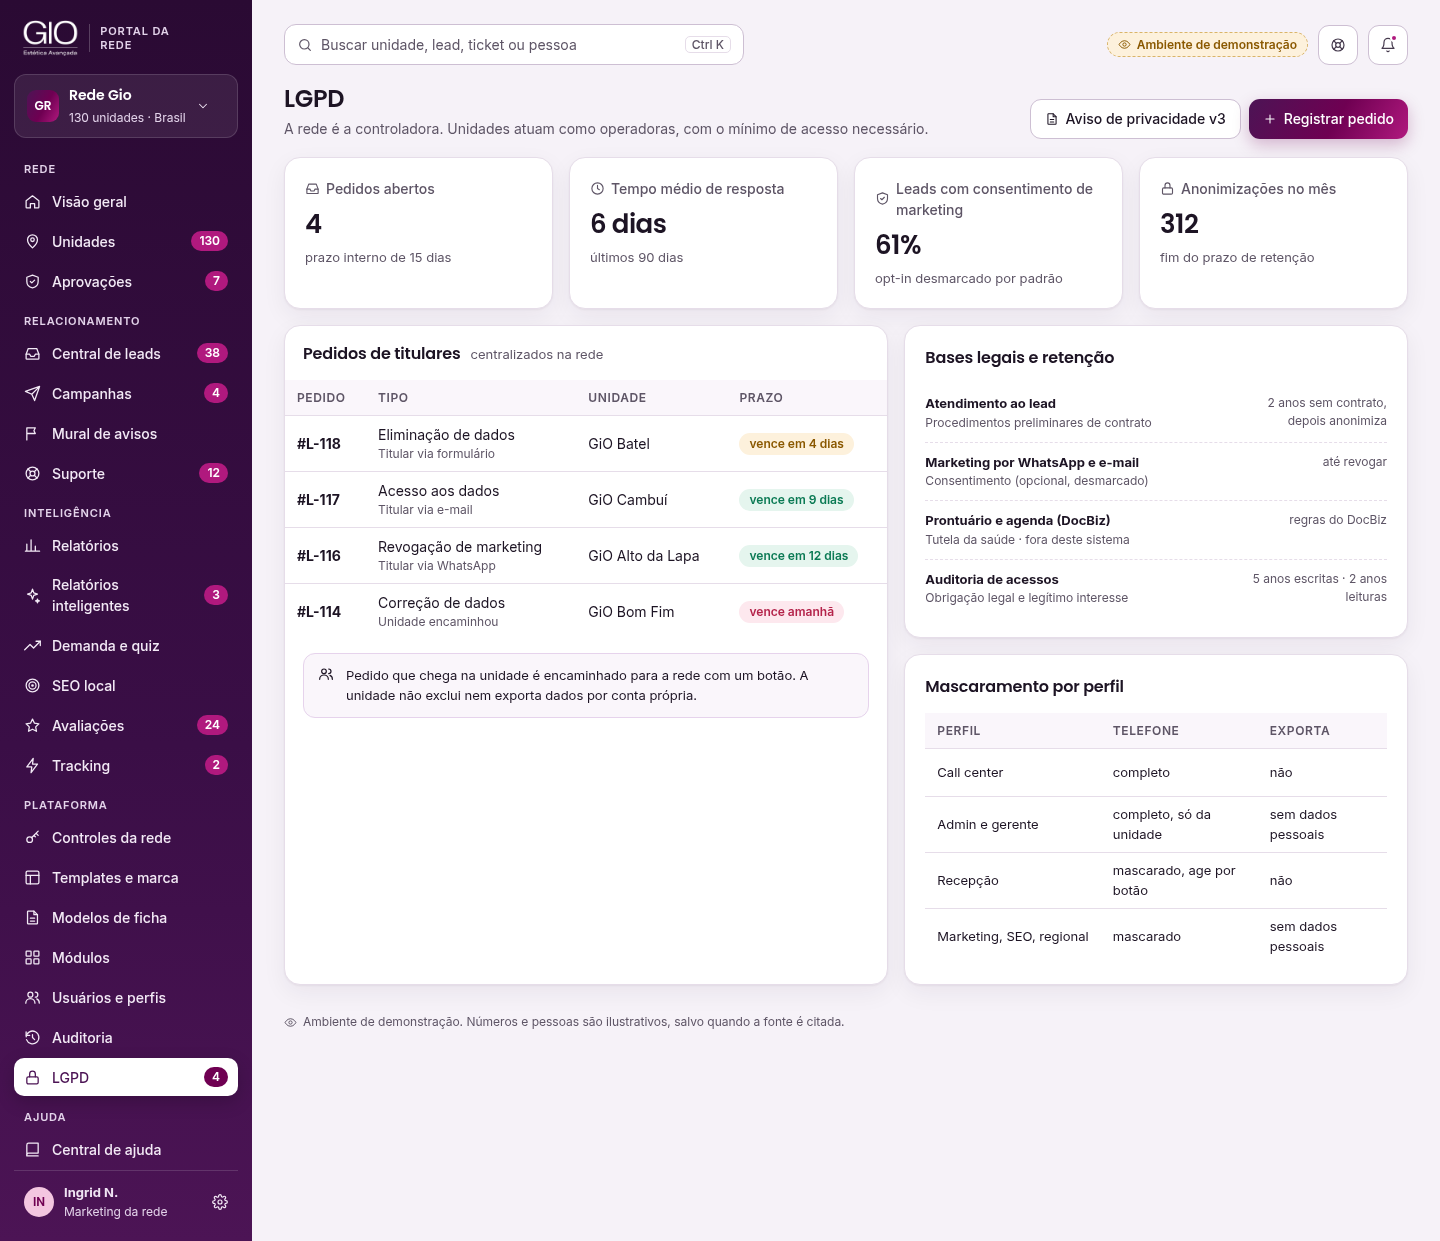 GIO
Estética Avançada
PORTAL DA
REDE
GR
Rede Gio
130 unidades · Brasil
REDE
Visão geral
Unidades 130
Aprovações 7
RELACIONAMENTO
Central de leads 38
Campanhas 4
Mural de avisos
Suporte 12
INTELIGÊNCIA
Relatórios
Relatórios
inteligentes 3
Demanda e quiz
SEO local
Avaliações 24
Tracking 2
PLATAFORMA
Controles da rede
Templates e marca
Modelos de ficha
Módulos
Usuários e perfis
Auditoria
LGPD 4
AJUDA
Central de ajuda
IN
Ingrid N.
Marketing da rede
Buscar unidade, lead, ticket ou pessoa Ctrl K
Ambiente de demonstração
LGPD
A rede é a controladora. Unidades atuam como operadoras, com o mínimo de acesso necessário.
Aviso de privacidade v3
Registrar pedido
Pedidos abertos
4
prazo interno de 15 dias
Tempo médio de resposta
6 dias
últimos 90 dias
Leads com consentimento de
marketing
61%
opt-in desmarcado por padrão
Anonimizações no mês
312
fim do prazo de retenção
Pedidos de titulares centralizados na rede
PEDIDO TIPO UNIDADE PRAZO
#L-118 Eliminação de dados GiO Batel vence em 4 dias
Titular via formulário
#L-117 Acesso aos dados GiO Cambuí vence em 9 dias
Titular via e-mail
#L-116 Revogação de marketing GiO Alto da Lapa vence em 12 dias
Titular via WhatsApp
#L-114 Correção de dados GiO Bom Fim vence amanhã
Unidade encaminhou
Pedido que chega na unidade é encaminhado para a rede com um botão. A
unidade não exclui nem exporta dados por conta própria.
Bases legais e retenção
Atendimento ao lead
Procedimentos preliminares de contrato
2 anos sem contrato,
depois anonimiza
Marketing por WhatsApp e e-mail
Consentimento (opcional, desmarcado)
até revogar
Prontuário e agenda (DocBiz)
Tutela da saúde · fora deste sistema
regras do DocBiz
Auditoria de acessos
Obrigação legal e legítimo interesse
5 anos escritas · 2 anos
leituras
Mascaramento por perfil
PERFIL TELEFONE EXPORTA
Call center completo não
Admin e gerente
completo, só da
unidade
sem dados
pessoais
Recepção
mascarado, age por
botão
não
Marketing, SEO, regional mascarado
sem dados
pessoais
Ambiente de demonstração. Números e pessoas são ilustrativos, salvo quando a fonte é citada.